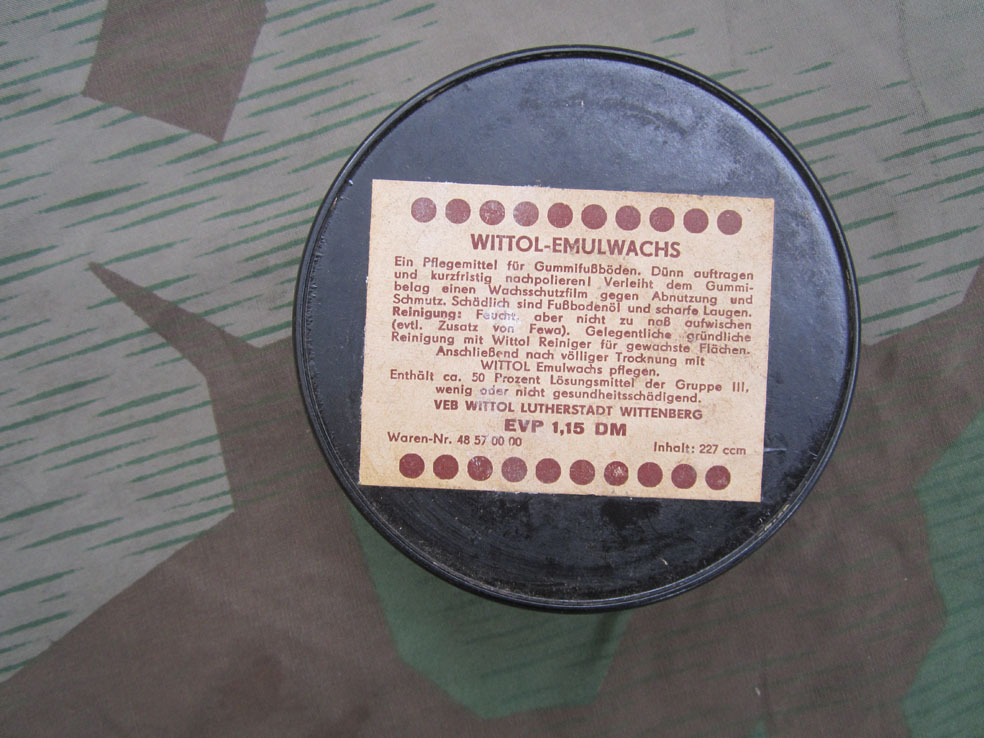 WITTOL-EMULWACHS
Ein Pflegemittel für Gummifußböden. Dünn auftragen
und kurzfristig nachpolieren! Verleiht dem Gummi-
belag einen Wachsschutzfilm gegen Abnutzung und
Schmutz. Schädlich sind Fußbodenöl und scharfe Laugen.
Reinigung: Feucht, aber nicht zu naß aufwischen
(evtl. Zusatz von Fewa). Gelegentliche gründliche
Reinigung mit Wittol Reiniger für gewachste Flächen.
Anschließend nach völliger Trocknung mit
WITTOL Emulwachs pflegen.
Enthält ca. 50 Prozent Lösungsmittel der Gruppe III,
wenig oder nicht gesundheitsschädigend.
VEB WITTOL LUTHERSTADT WITTENBERG
EVP 1,15 DM
Waren-Nr. 48 57 00 00 Inhalt: 227 ccm